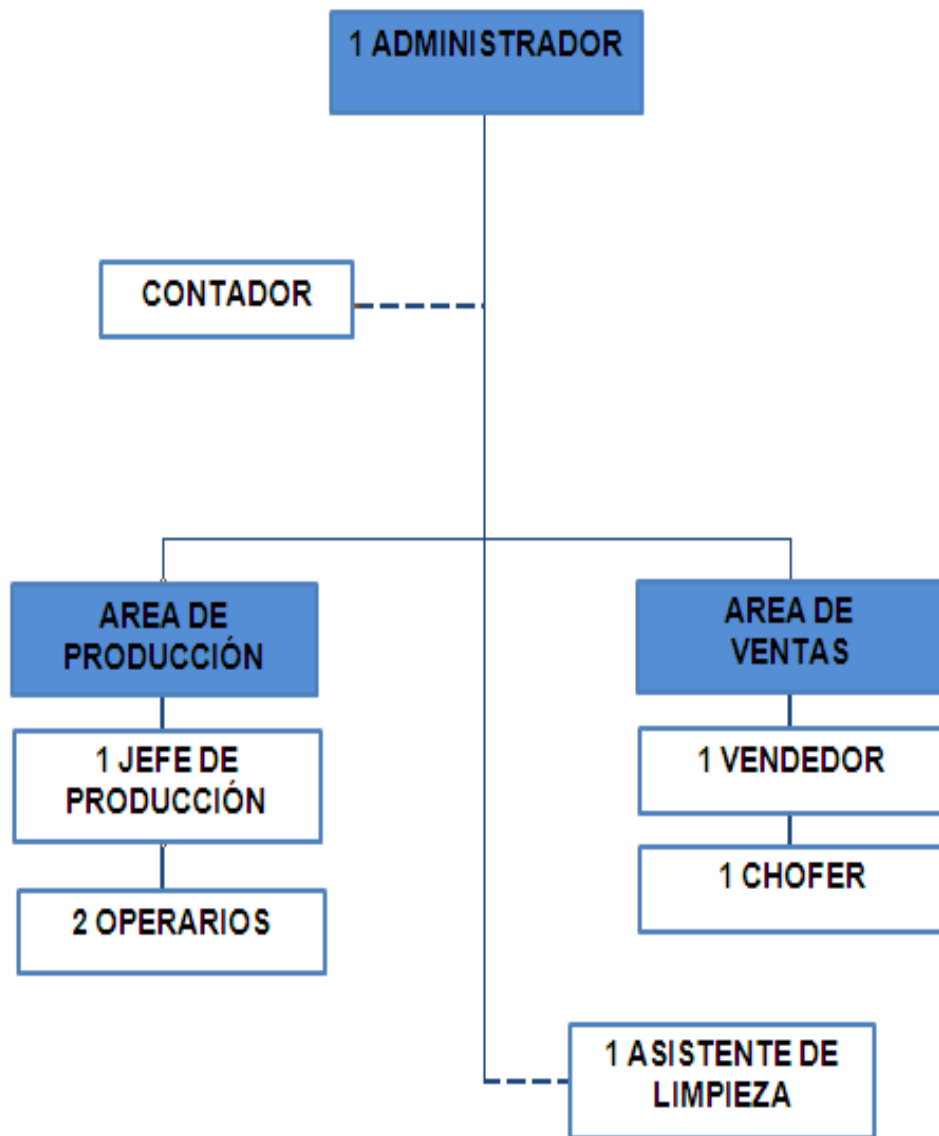 1 ADMINISTRADOR
CONTADOR
AREA DE
PRODUCCIÓN
1 JEFE DE
PRODUCCIÓN
2 OPERARIOS
AREA DE
VENTAS
1 VENDEDOR
1 CHOFER
1 ASISTENTE DE
LIMPIEZA